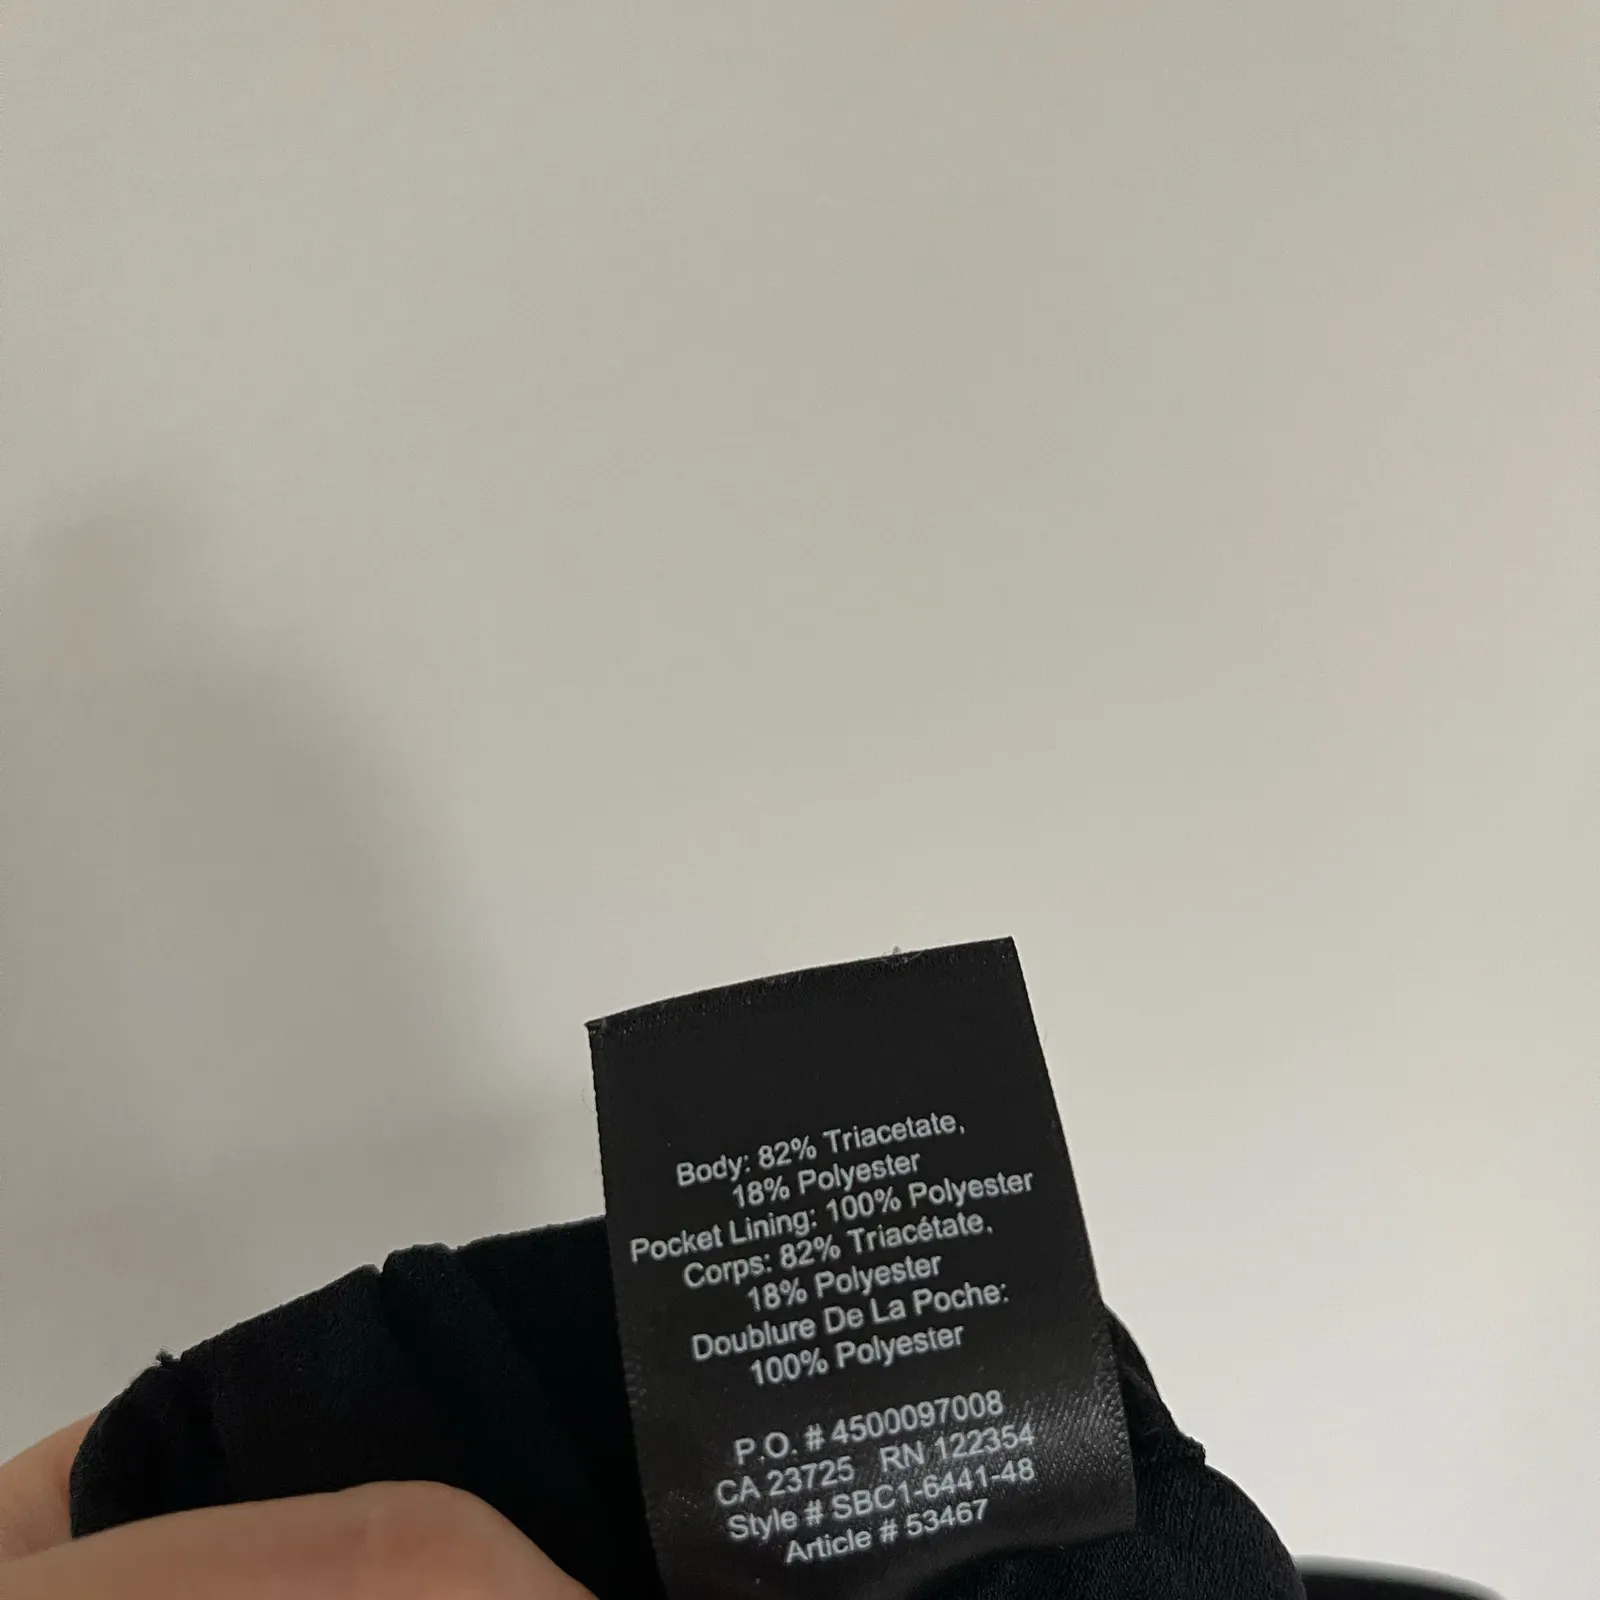 Body: 82% Triacetate,
18% Polyester
Pocket Lining: 100% Polyester
Corps: 82% Triacétate,
18% Polyester
Doublure De La Poche:
100% Polyester
P.O. # 4500097008
CA 23725 RN 122354
Style # SBC1-6441-48
Article # 53467